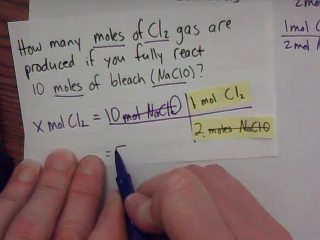 How many moles of Cl2 gas are
produced if you fully react
10 moles of bleach (NaClO)?
x mol Cl2 = 10 mol NaClO | 1 mol Cl2
2 moles NaClO
=
1 mol C
2 mol N